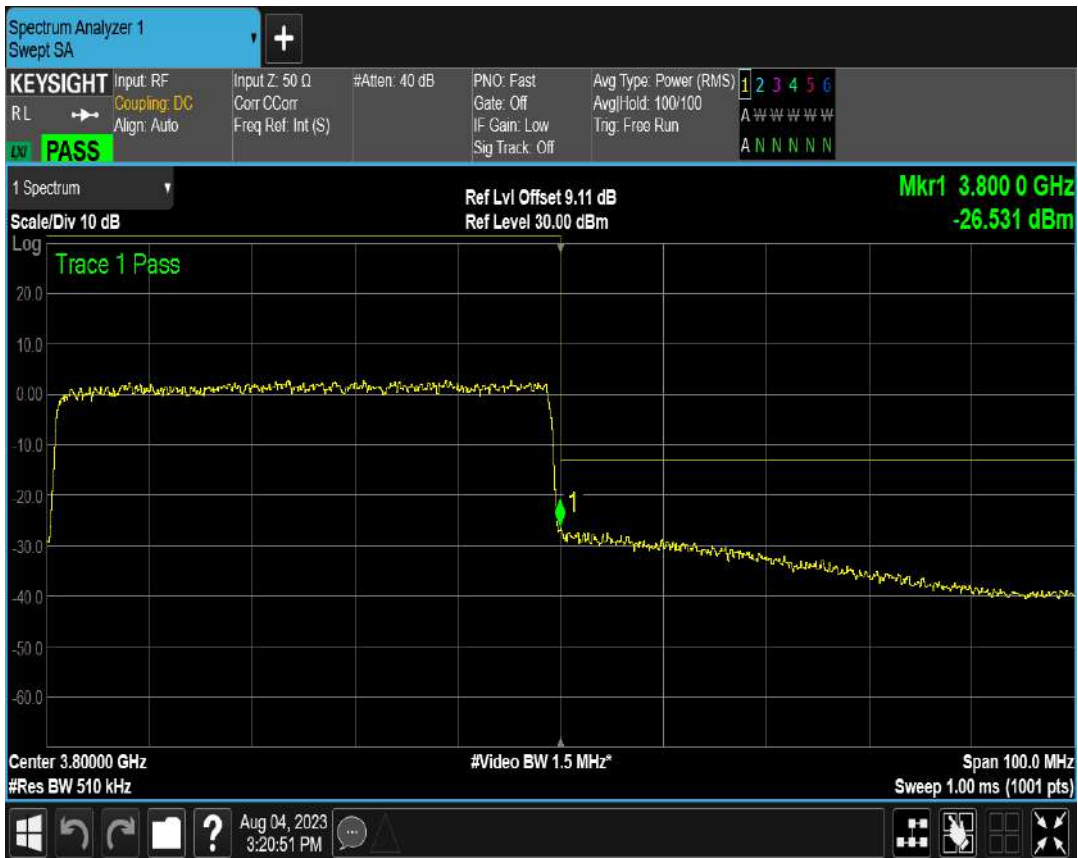 Spectrum Analyzer 1
Swept SA
+
KEYSIGHT
RL
LXI PASS
Input: RF
Coupling: DC
Align: Auto
Input Z: 50 Ω
Corr CCorr
Freq Ref: Int (S)
#Atten: 40 dB
PNO: Fast
Gate: Off
IF Gain: Low
Sig Track: Off
Avg Type: Power (RMS)
Avg|Hold: 100/100
Trig: Free Run
1 2 3 4 5 6
A W W W W W
A N N N N N
1 Spectrum
Scale/Div 10 dB
Ref Lvl Offset 9.11 dB
Ref Level 30.00 dBm
Mkr1 3.800 0 GHz
-26.531 dBm
Log
Trace 1 Pass
20.0
10.0
0.00
-10.0
-20.0
-30.0
-40.0
-50.0
-60.0
1
Center 3.80000 GHz
#Res BW 510 kHz
#Video BW 1.5 MHz*
Span 100.0 MHz
Sweep 1.00 ms (1001 pts)
?
Aug 04, 2023
3:20:51 PM